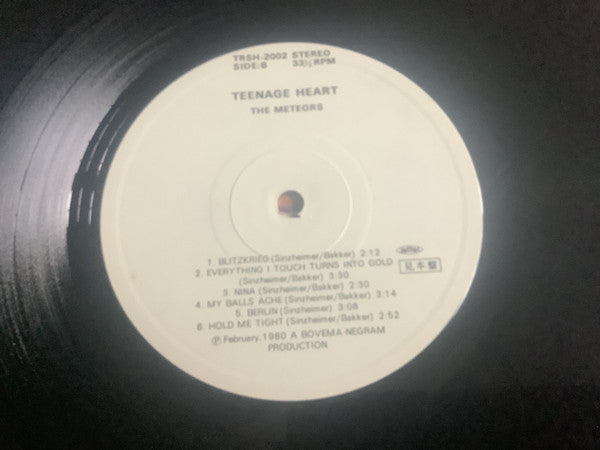 TRSH-2002 STEREO
SIDE:B 33⅓RPM
TEENAGE HEART
THE METEORS
1. BLITZKRIEG (Sinzheimer/Bakker) 2:12
2. EVERYTHING I TOUCH TURNS INTO GOLD
(Sinzheimer/Bakker) 3:50
3. NINA (Sinzheimer/Bakker) 2:30
4. MY BALLS ACHE (Sinzheimer/Bakker) 3:14
5. BERLIN (Sinzheimer/Bakker) 3:08
6. HOLD ME TIGHT (Sinzheimer/Bakker) 2:52
見本盤
Ⓟ February. 1980 A BOVEMA-NEGRAM
PRODUCTION